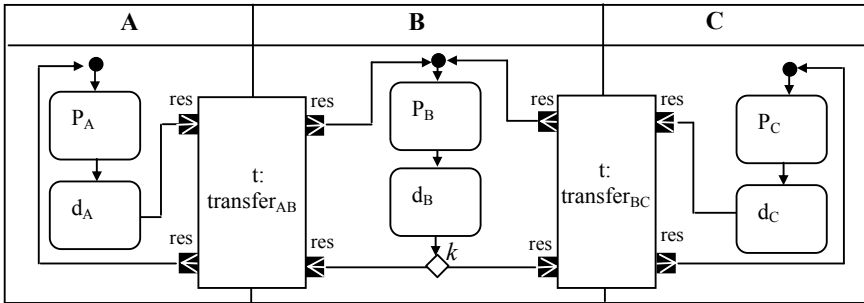 A B C
res res res res
P_A P_B P_C
t: transfer_AB
t: transfer_BC
d_A d_B d_C
res res k res res